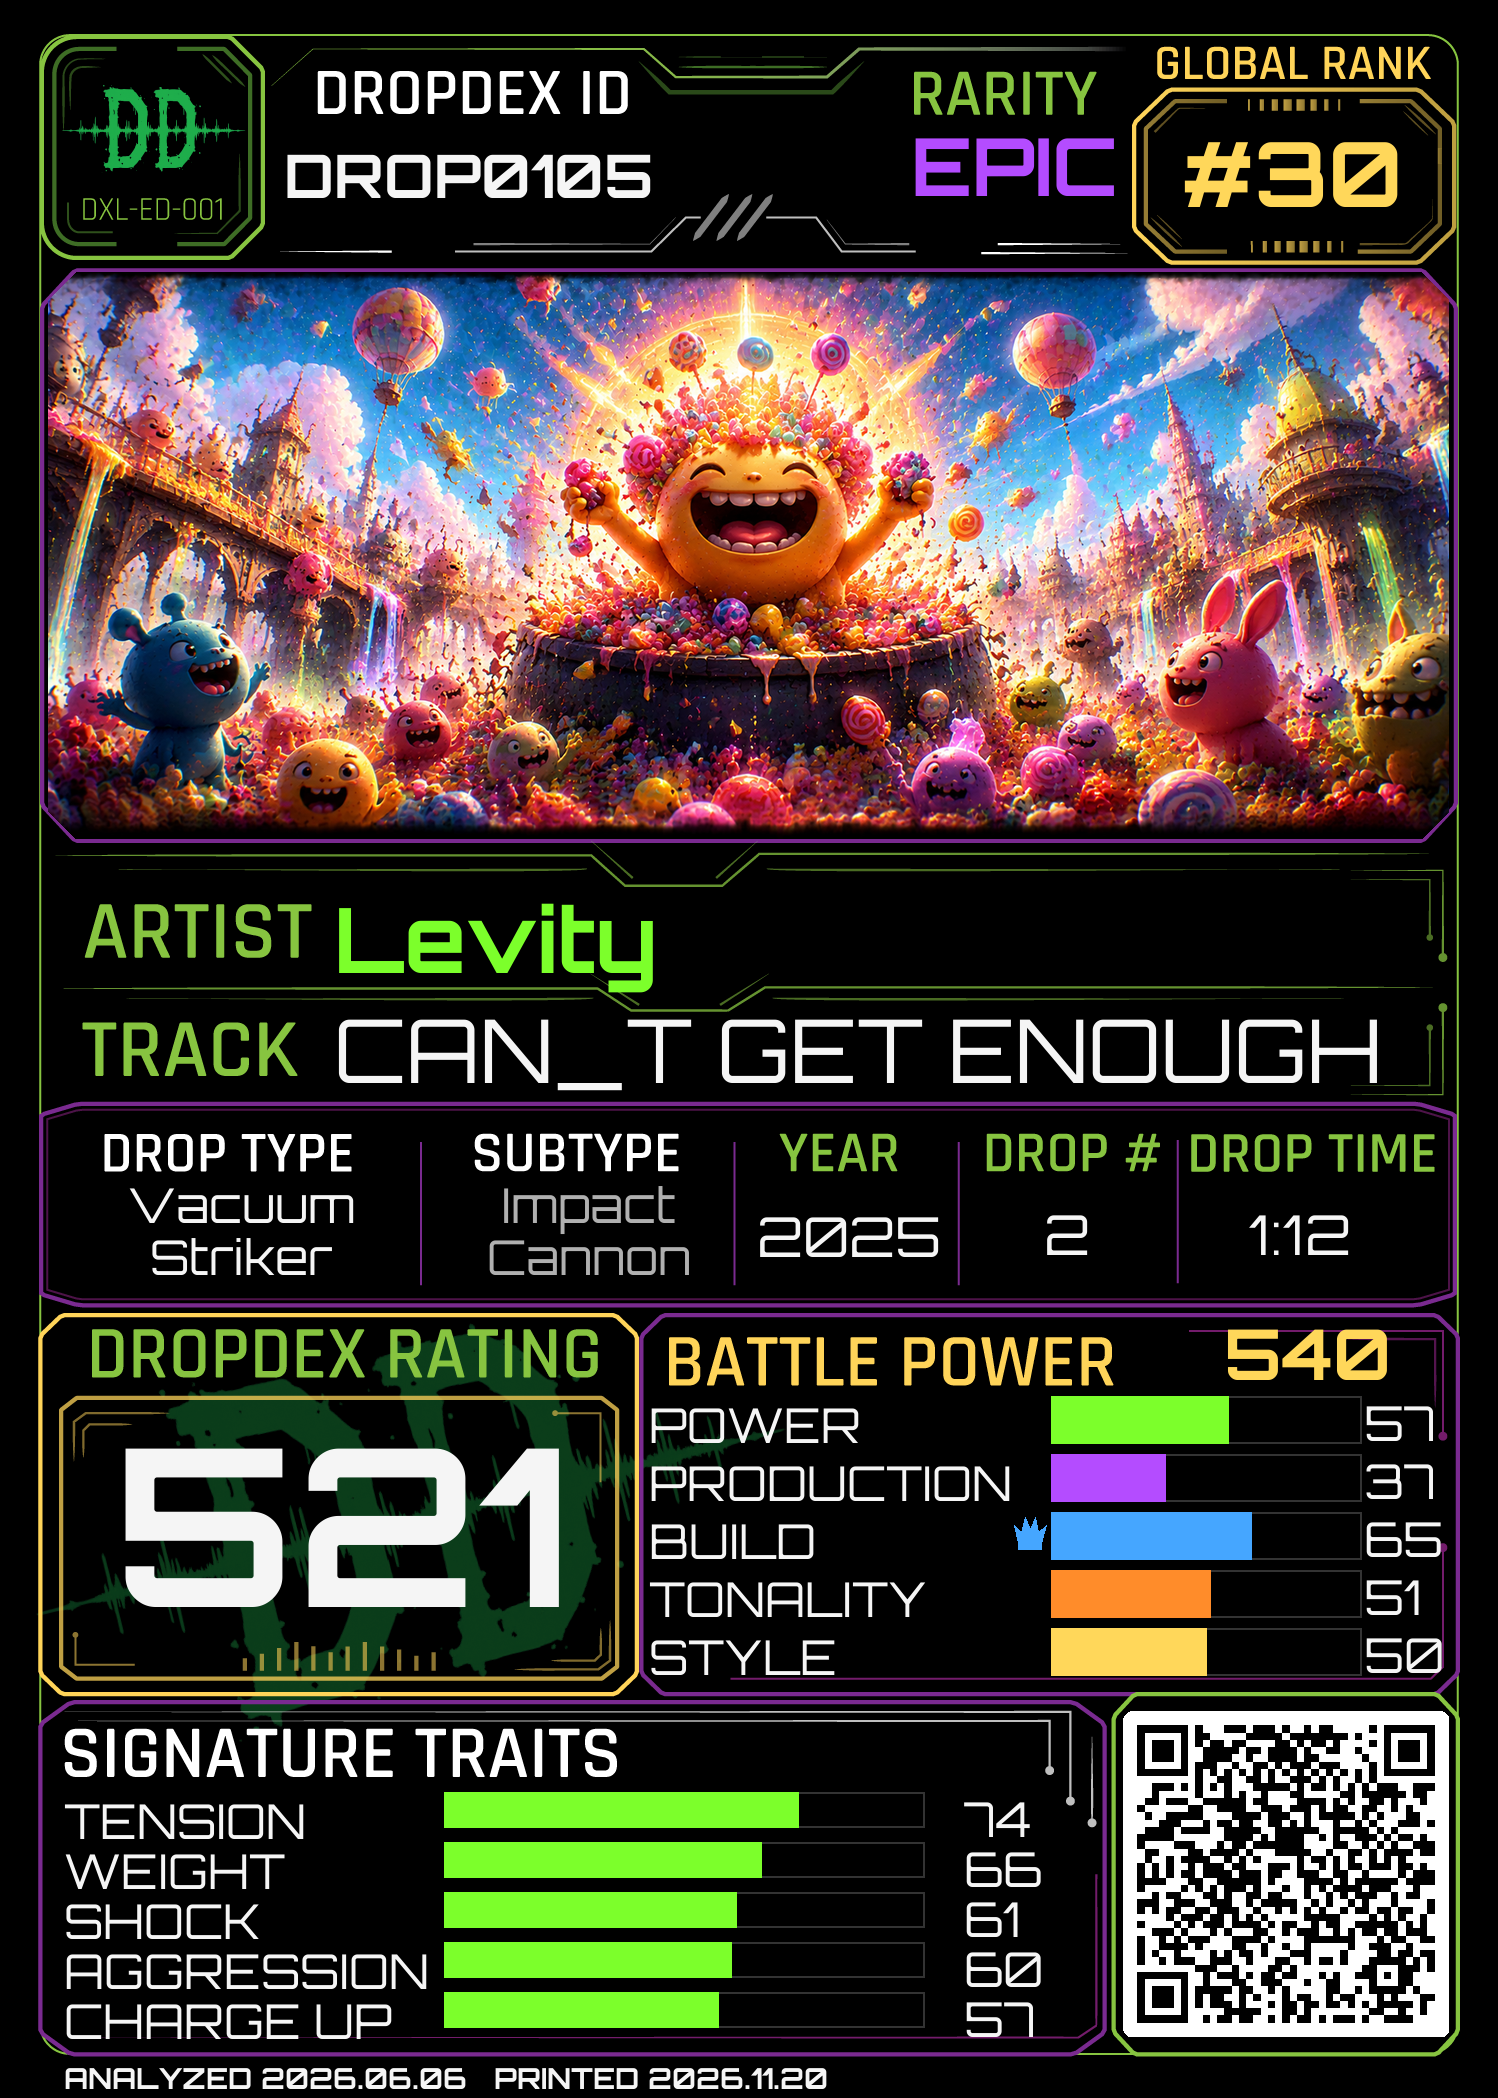 DD
DXL-ED-001
DROPDEX ID
DROP0105
RARITY
EPIC
GLOBAL RANK
#30
ARTIST Levity
TRACK CAN_T GET ENOUGH
DROP TYPE
Vacuum
Striker
SUBTYPE
Impact
Cannon
YEAR
2025
DROP #
2
DROP TIME
1:12
DROPDEX RATING
521
BATTLE POWER 540
POWER 57
PRODUCTION 37
BUILD 65
TONALITY 51
STYLE 50
SIGNATURE TRAITS
TENSION 74
WEIGHT 66
SHOCK 61
AGGRESSION 60
CHARGE UP 57
ANALYZED 2026.06.06 PRINTED 2026.11.20